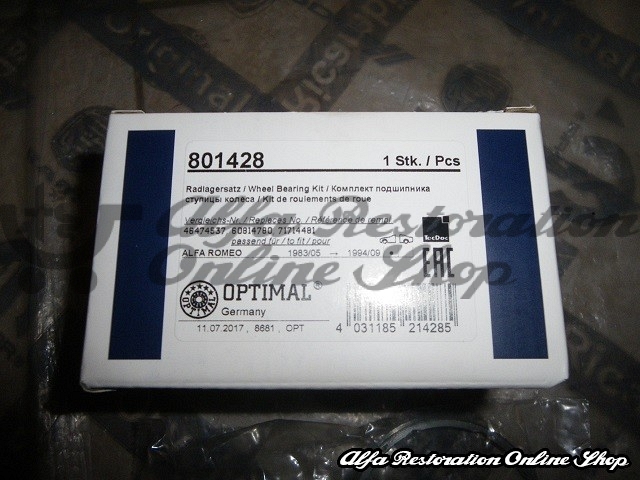 801428 1 Stk. / Pcs
Radlagersatz / Wheel Bearing Kit / Комплект подшипника
ступицы колеса / Kit de roulements de roue
Vergleichs-Nr. / Replaces No. / Référence de rempl.
46474537 60814780 71714481
passend für / to fit / pour
ALFA ROMEO 1983/05 → 1994/09
TecDoc
EAC
OPTIMAL®
Germany
11.07.2017 , 8681 , OPT
4 031185 214285
Alfa Restoration
Online Shop
Alfa Restoration Online Shop